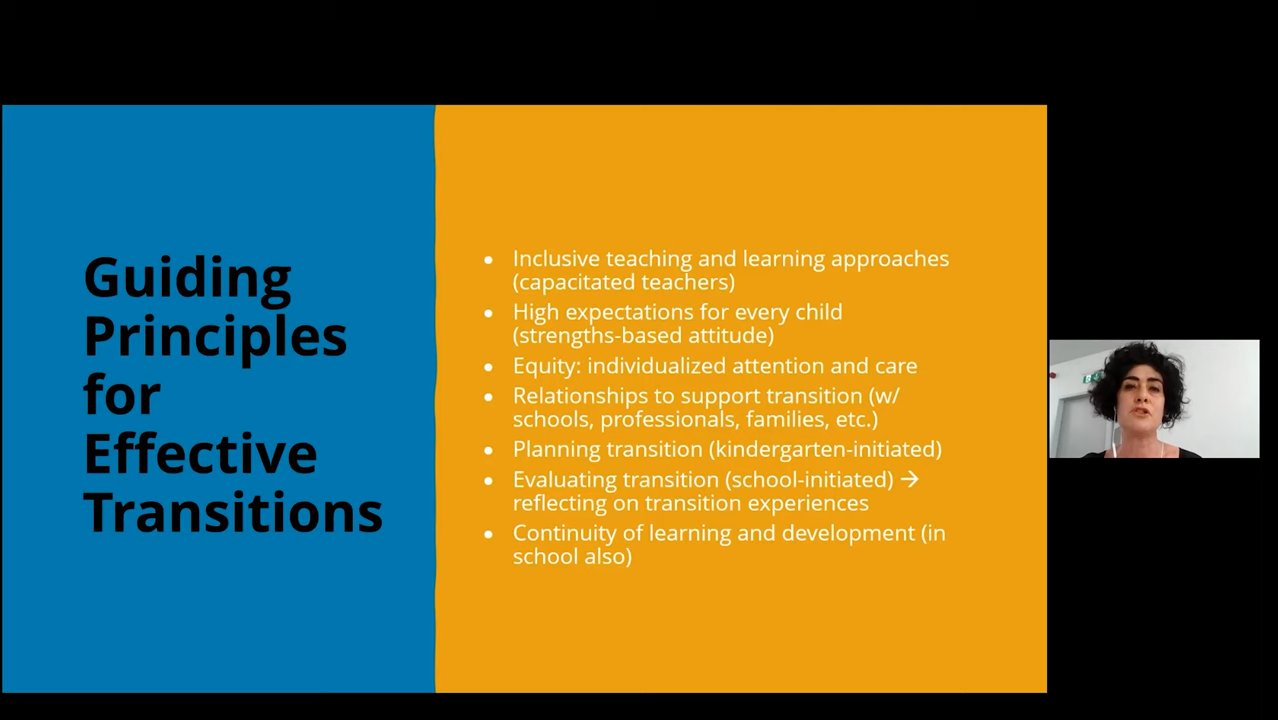 Guiding
Principles
for
Effective
Transitions
• Inclusive teaching and learning approaches
(capacitated teachers)
• High expectations for every child
(strengths-based attitude)
• Equity: individualized attention and care
• Relationships to support transition (w/
schools, professionals, families, etc.)
• Planning transition (kindergarten-initiated)
• Evaluating transition (school-initiated) →
reflecting on transition experiences
• Continuity of learning and development (in
school also)